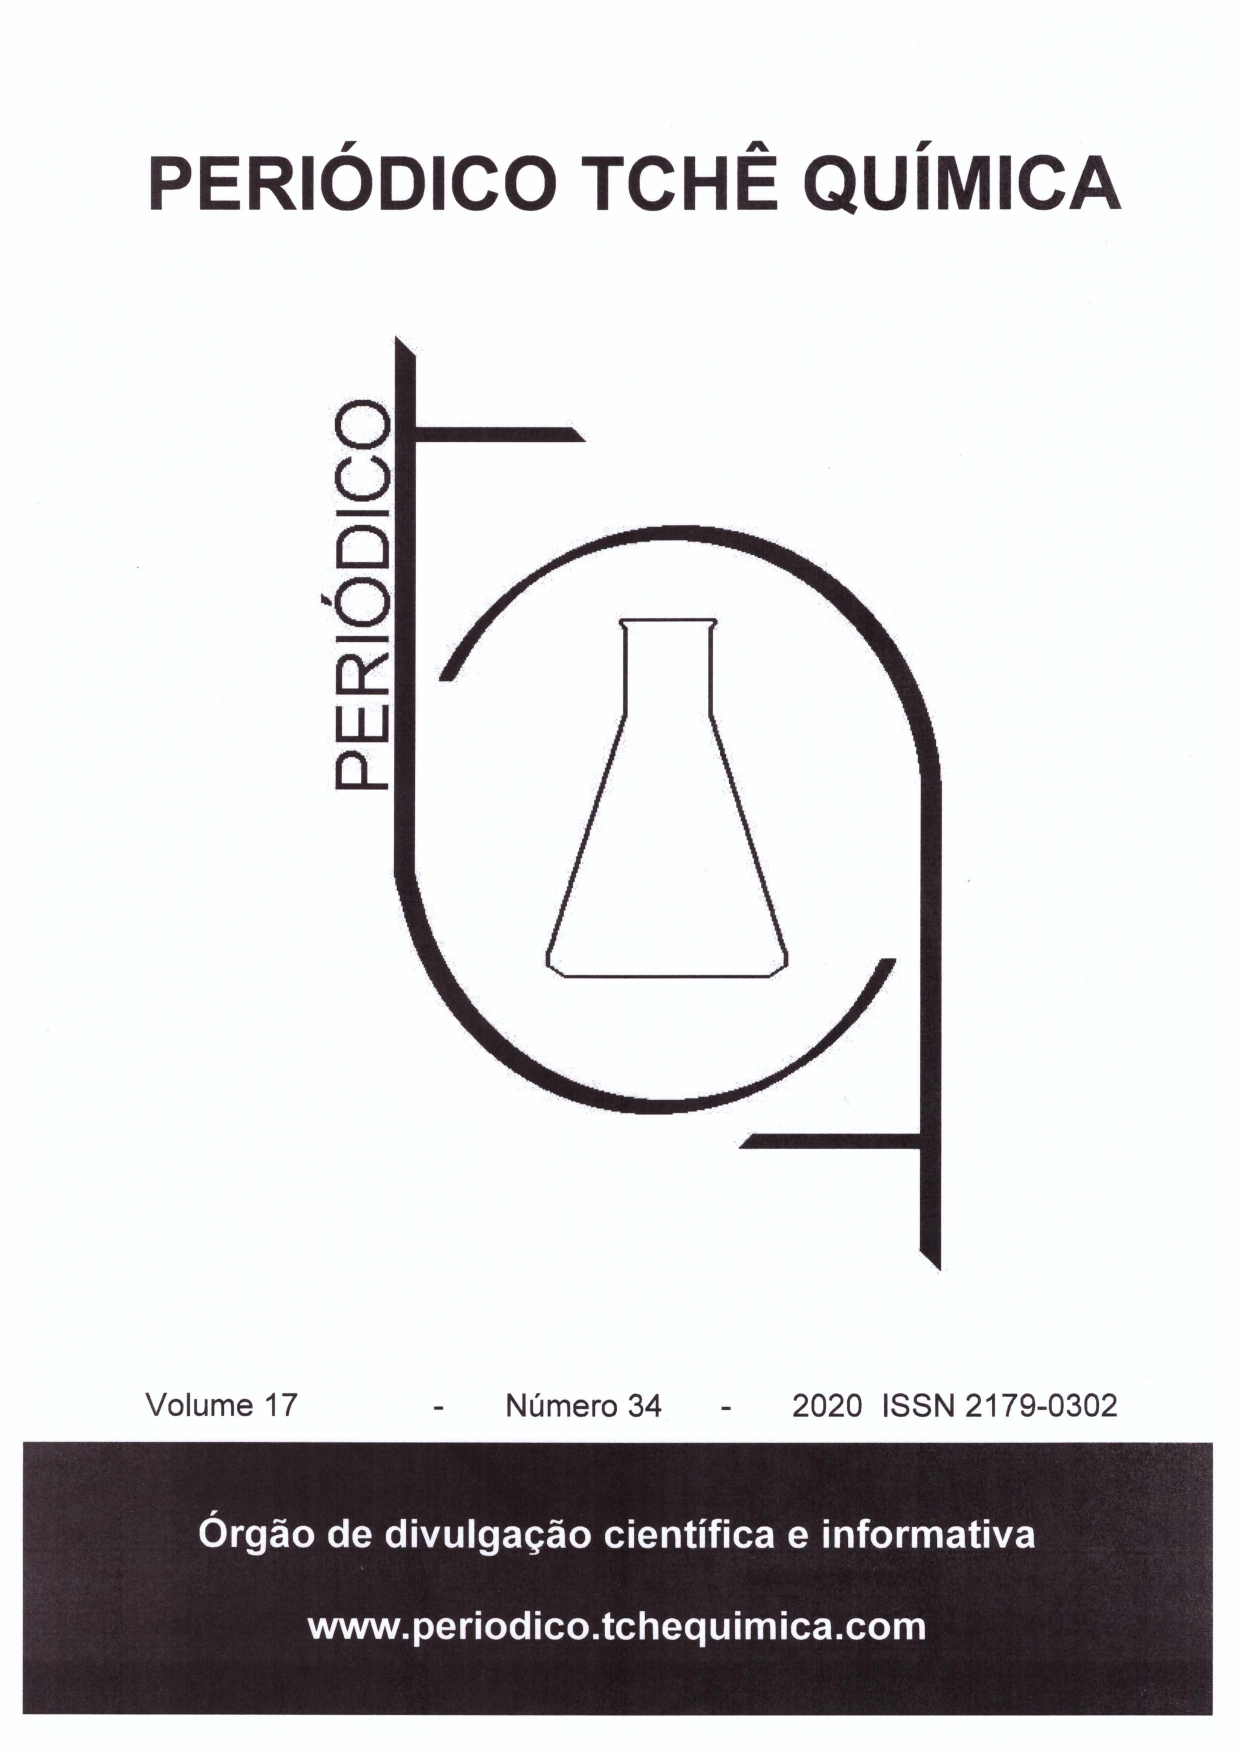 PERIÓDICO TCHÊ QUÍMICA
PERIÓDICO
Volume 17 - Número 34 - 2020 ISSN 2179-0302
Órgão de divulgação científica e informativa
www.periodico.tchequimica.com